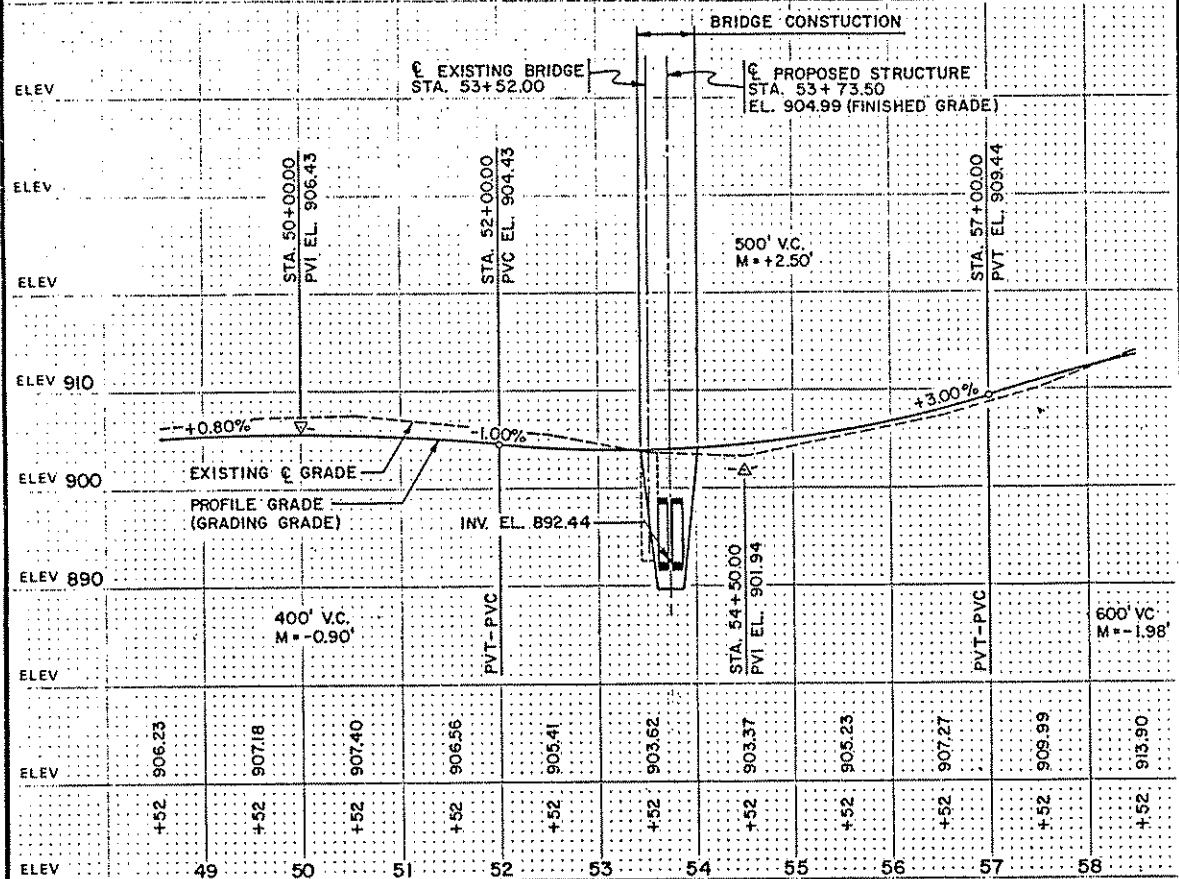 BRIDGE CONSTUCTION
℄ EXISTING BRIDGE
STA. 53+52.00
℄ PROPOSED STRUCTURE
STA. 53+73.50
EL. 904.99 (FINISHED GRADE)
ELEV
ELEV
STA. 50+00.00
PVI EL. 906.43
STA. 52+00.00
PVC EL. 904.43
500' V.C.
M=+2.50'
STA. 57+00.00
PVT EL. 909.44
ELEV
ELEV 910
+0.80%
-1.00%
+3.00%
EXISTING ℄ GRADE
ELEV 900
PROFILE GRADE
(GRADING GRADE)
INV. EL. 892.44
ELEV 890
400' V.C.
M=-0.90'
PVT-PVC
STA. 54+50.00
PVI EL. 901.94
PVT-PVC
600' VC
M=-1.98'
ELEV
906.23 907.18 907.40 906.56 905.41 903.62 903.37 905.23 907.27 909.99 913.90
ELEV
+52 +52 +52 +52 +52 +52 +52 +52 +52 +52 +52
ELEV 49 50 51 52 53 54 55 56 57 58